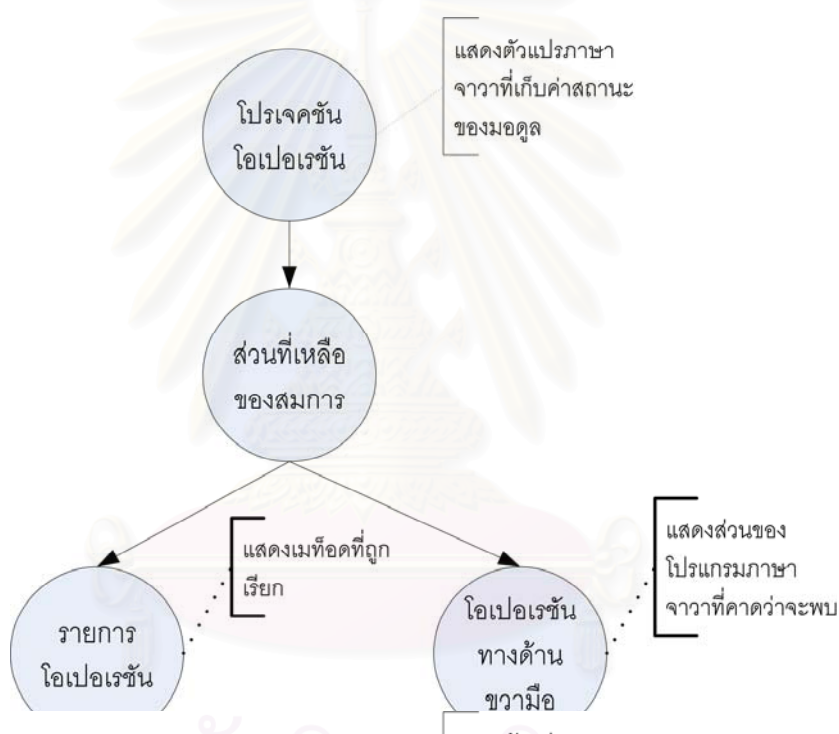 แสดงตัวแปรภาษา
จาวาที่เก็บค่าสถานะ
ของมอดูล
โปรเจคชัน
โอเปอเรชัน
ส่วนที่เหลือ
ของสมการ
แสดงเมท็อดที่ถูก
เรียก
แสดงส่วนของ
โปรแกรมภาษา
จาวาที่คาดว่าจะพบ
รายการ
โอเปอเรชัน
โอเปอเรชัน
ทางด้าน
ขวามือ